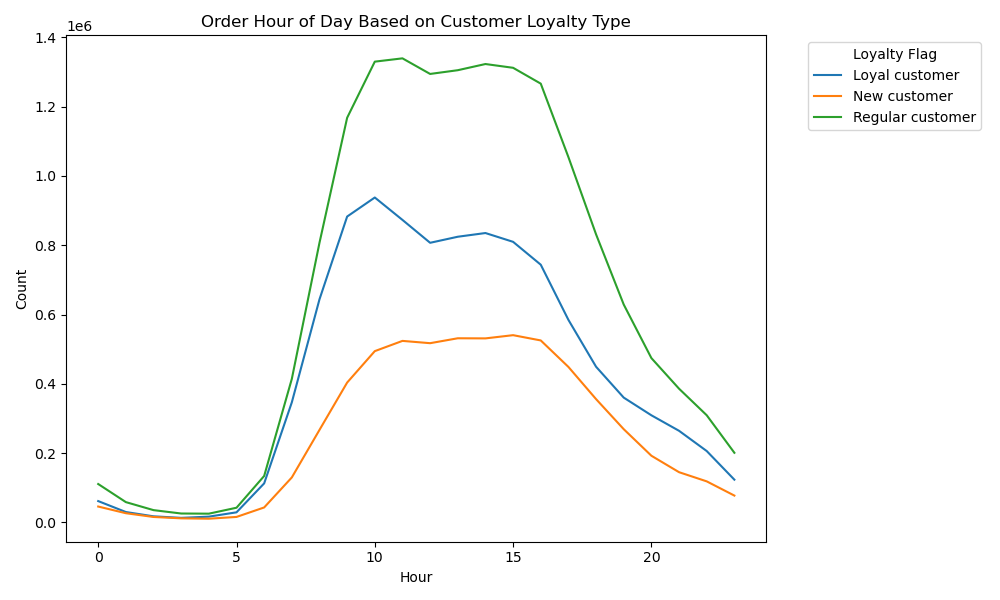 Order Hour of Day Based on Customer Loyalty Type
1e6
1.4
1.2
1.0
0.8
0.6
0.4
0.2
0.0
Count
0 5 10 15 20
Hour
Loyalty Flag
Loyal customer
New customer
Regular customer